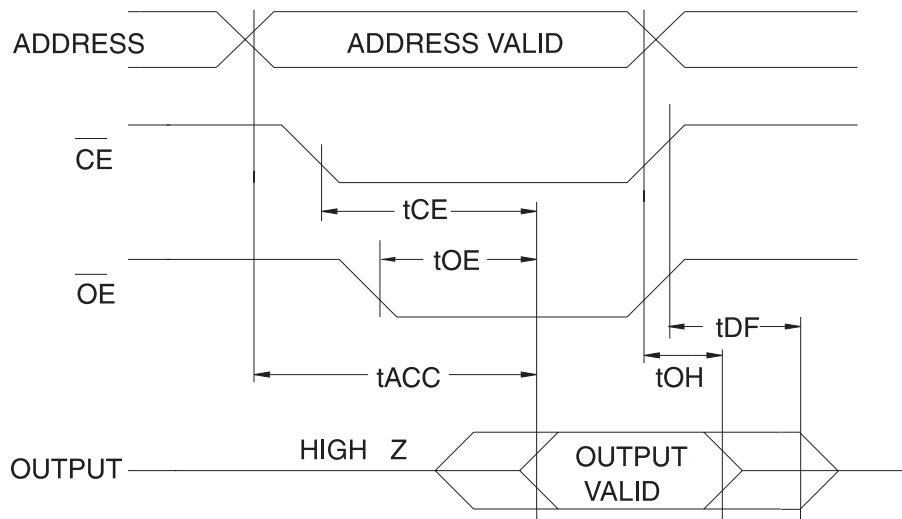 ADDRESS
ADDRESS VALID
CE
tCE
tOE
OE
tDF
tACC
tOH
HIGH Z
OUTPUT
OUTPUT
VALID